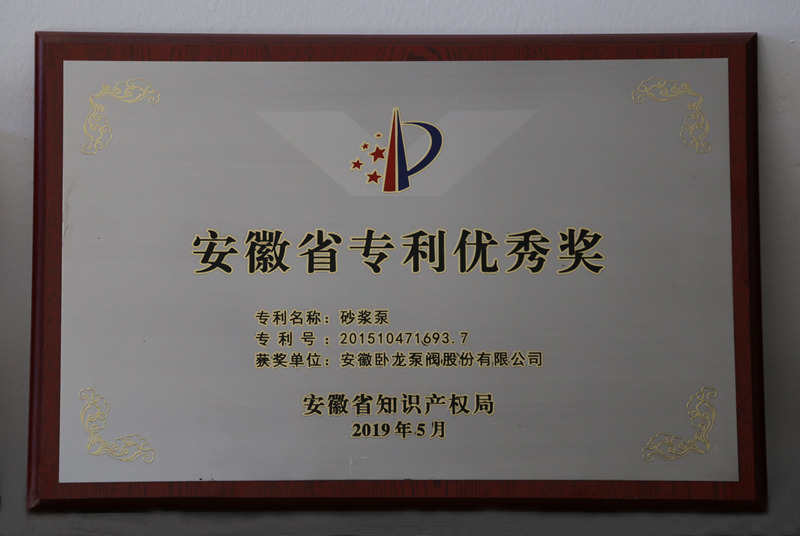 安徽省专利优秀奖
专利名称：砂浆泵
专利号：201510471693.7
获奖单位：安徽卧龙泵阀股份有限公司
安徽省知识产权局
2019年5月